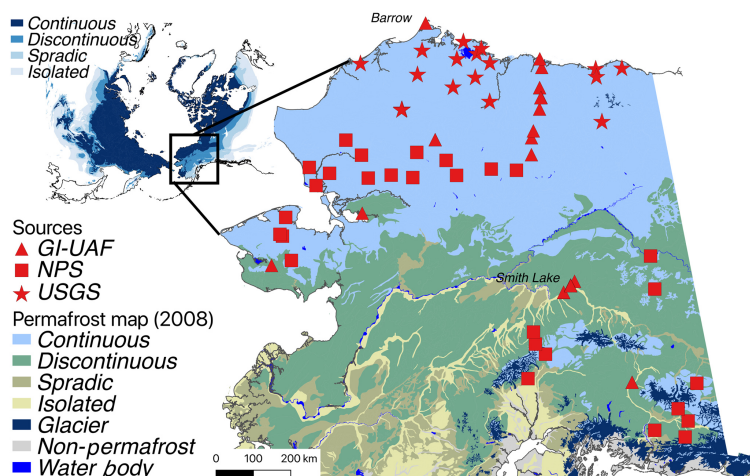 Barrow
Continuous
Discontinuous
Spradic
Isolated
Smith Lake
Sources
GI-UAF
NPS
USGS
Permafrost map (2008)
Continuous
Discontinuous
Spradic
Isolated
Glacier
Non-permafrost
Water body
0 100 200 km